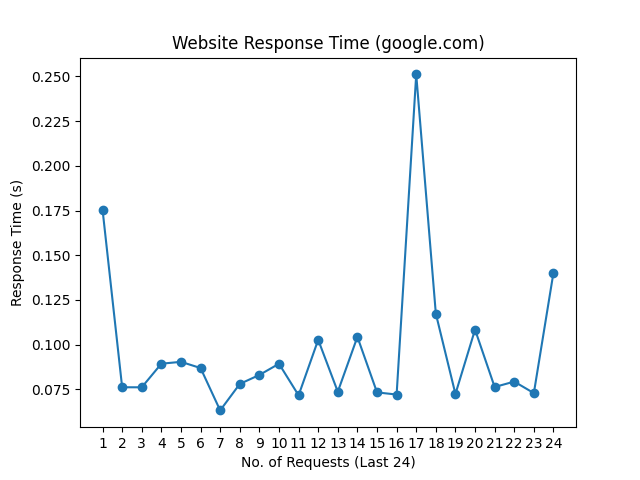 Website Response Time (google.com)
0.250
0.225
0.200
0.175
0.150
0.125
0.100
0.075
Response Time (s)
1 2 3 4 5 6 7 8 9 10 11 12 13 14 15 16 17 18 19 20 21 22 23 24
No. of Requests (Last 24)